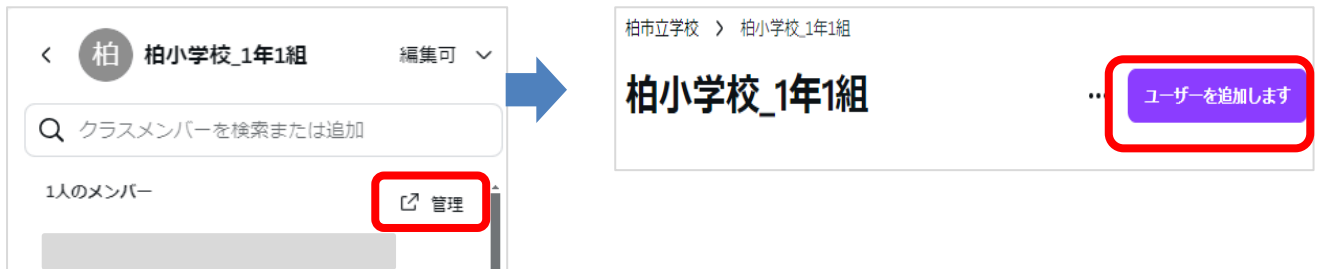 柏 柏小学校_1年1組 編集可
クラスメンバーを検索または追加
1人のメンバー 管理
柏市立学校 > 柏小学校_1年1組
柏小学校_1年1組 … ユーザーを追加します